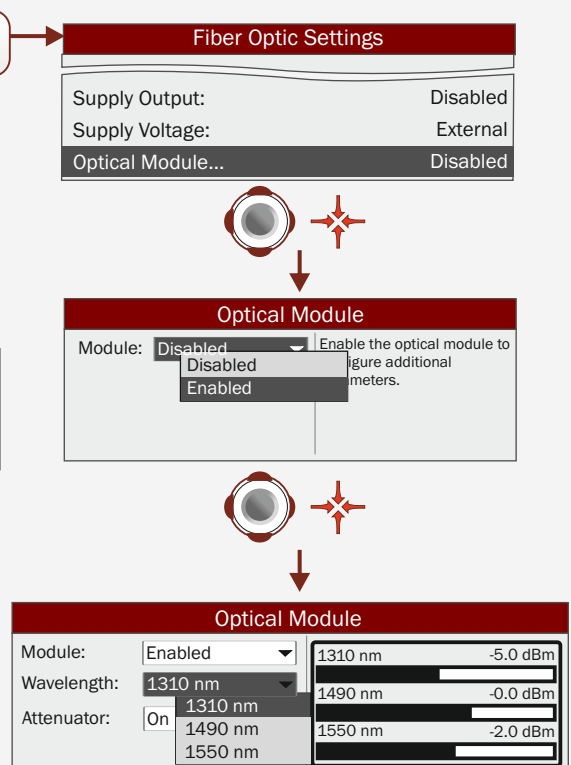 Fiber Optic Settings
Supply Output: Disabled
Supply Voltage: External
Optical Module... Disabled
Optical Module
Module: Disabled
Disabled
Enabled
Enable the optical module to
igure additional
meters.
Optical Module
Module: Enabled
Wavelength: 1310 nm
1310 nm
1490 nm
1550 nm
Attenuator: On
1310 nm -5.0 dBm
1490 nm -0.0 dBm
1550 nm -2.0 dBm